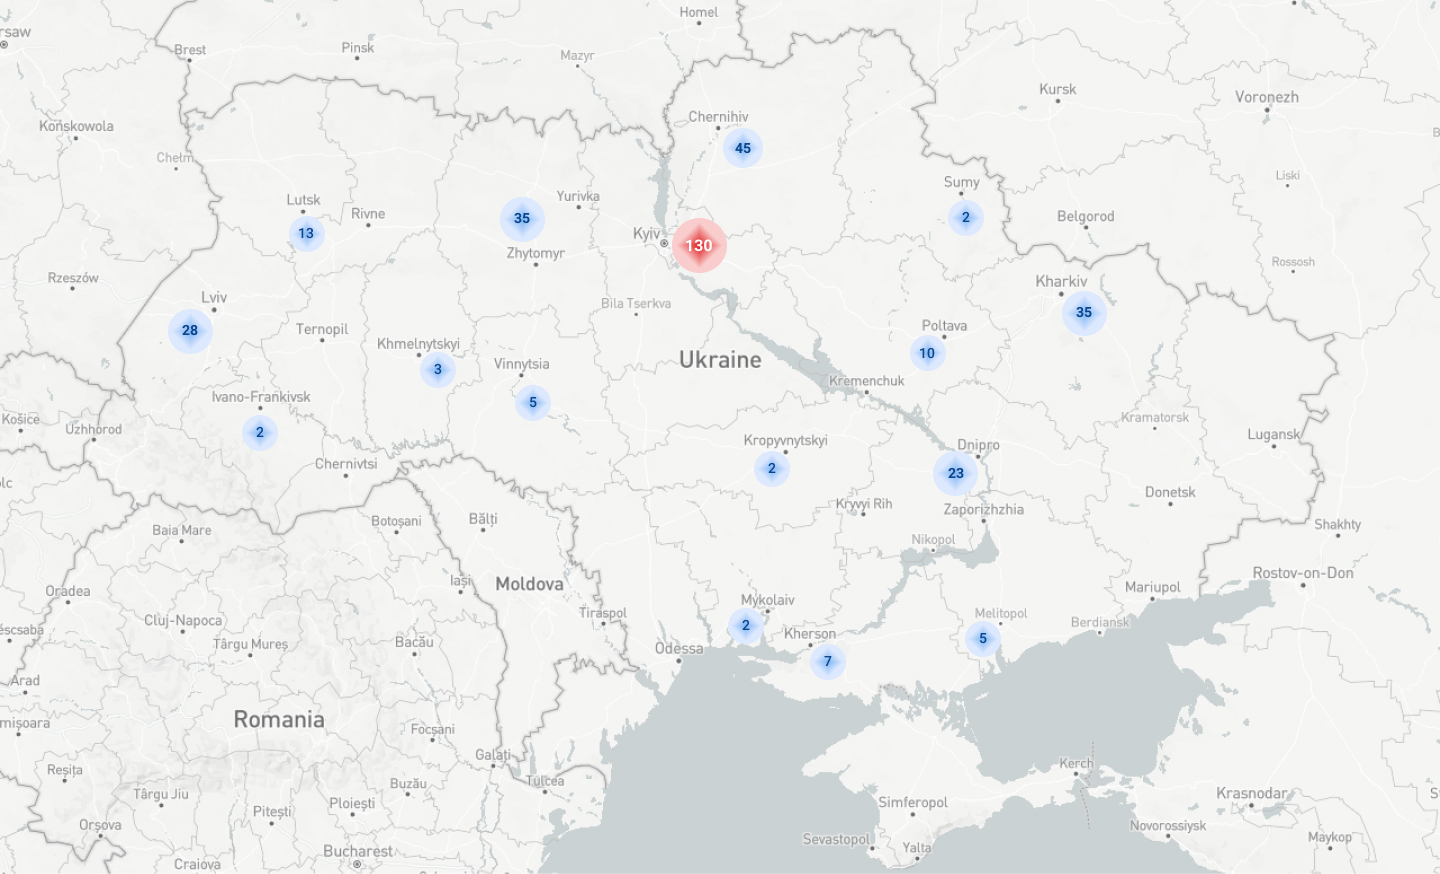 Homel
rsaw
Brest
Pinsk
Mazyr
Kursk
Voronezh
Chernihiv
Końskowola
45
Chełm
Liski
Sumy
Lutsk
Yurivka
Rivne
35
2
Belgorod
13
Kyiv
130
Zhytomyr
Rossosh
Rzeszów
Kharkiv
Lviv
Bila Tserkva
35
28
Ternopil
Poltava
Khmelnytskyi
10
Vinnytsia
Ukraine
3
Kremenchuk
Ivano-Frankivsk
5
Košice
Uzhhorod
2
Kramatorsk
Lugansk
Kropyvnytskyi
Dnipro
Chernivtsi
2
23
olc
Donetsk
Kryvyi Rih
Zaporizhzhia
Botoșani
Bălți
Shakhty
Baia Mare
Nikopol
Rostov-on-Don
Iași
Moldova
Mariupol
Oradea
Mykolaiv
Tiraspol
Melitopol
Cluj-Napoca
2
Berdiansk
éscsaba
Kherson
Târgu Mureș
Bacău
5
Odessa
7
Arad
Romania
mișoara
Focșani
Galați
Kerch
Reșița
Buzău
Tulcea
Târgu Jiu
Ploiești
Simferopol
Krasnodar
Pitești
Orșova
Novorossiysk
Sevastopol
Maykop
Bucharest
Yalta
Craiova